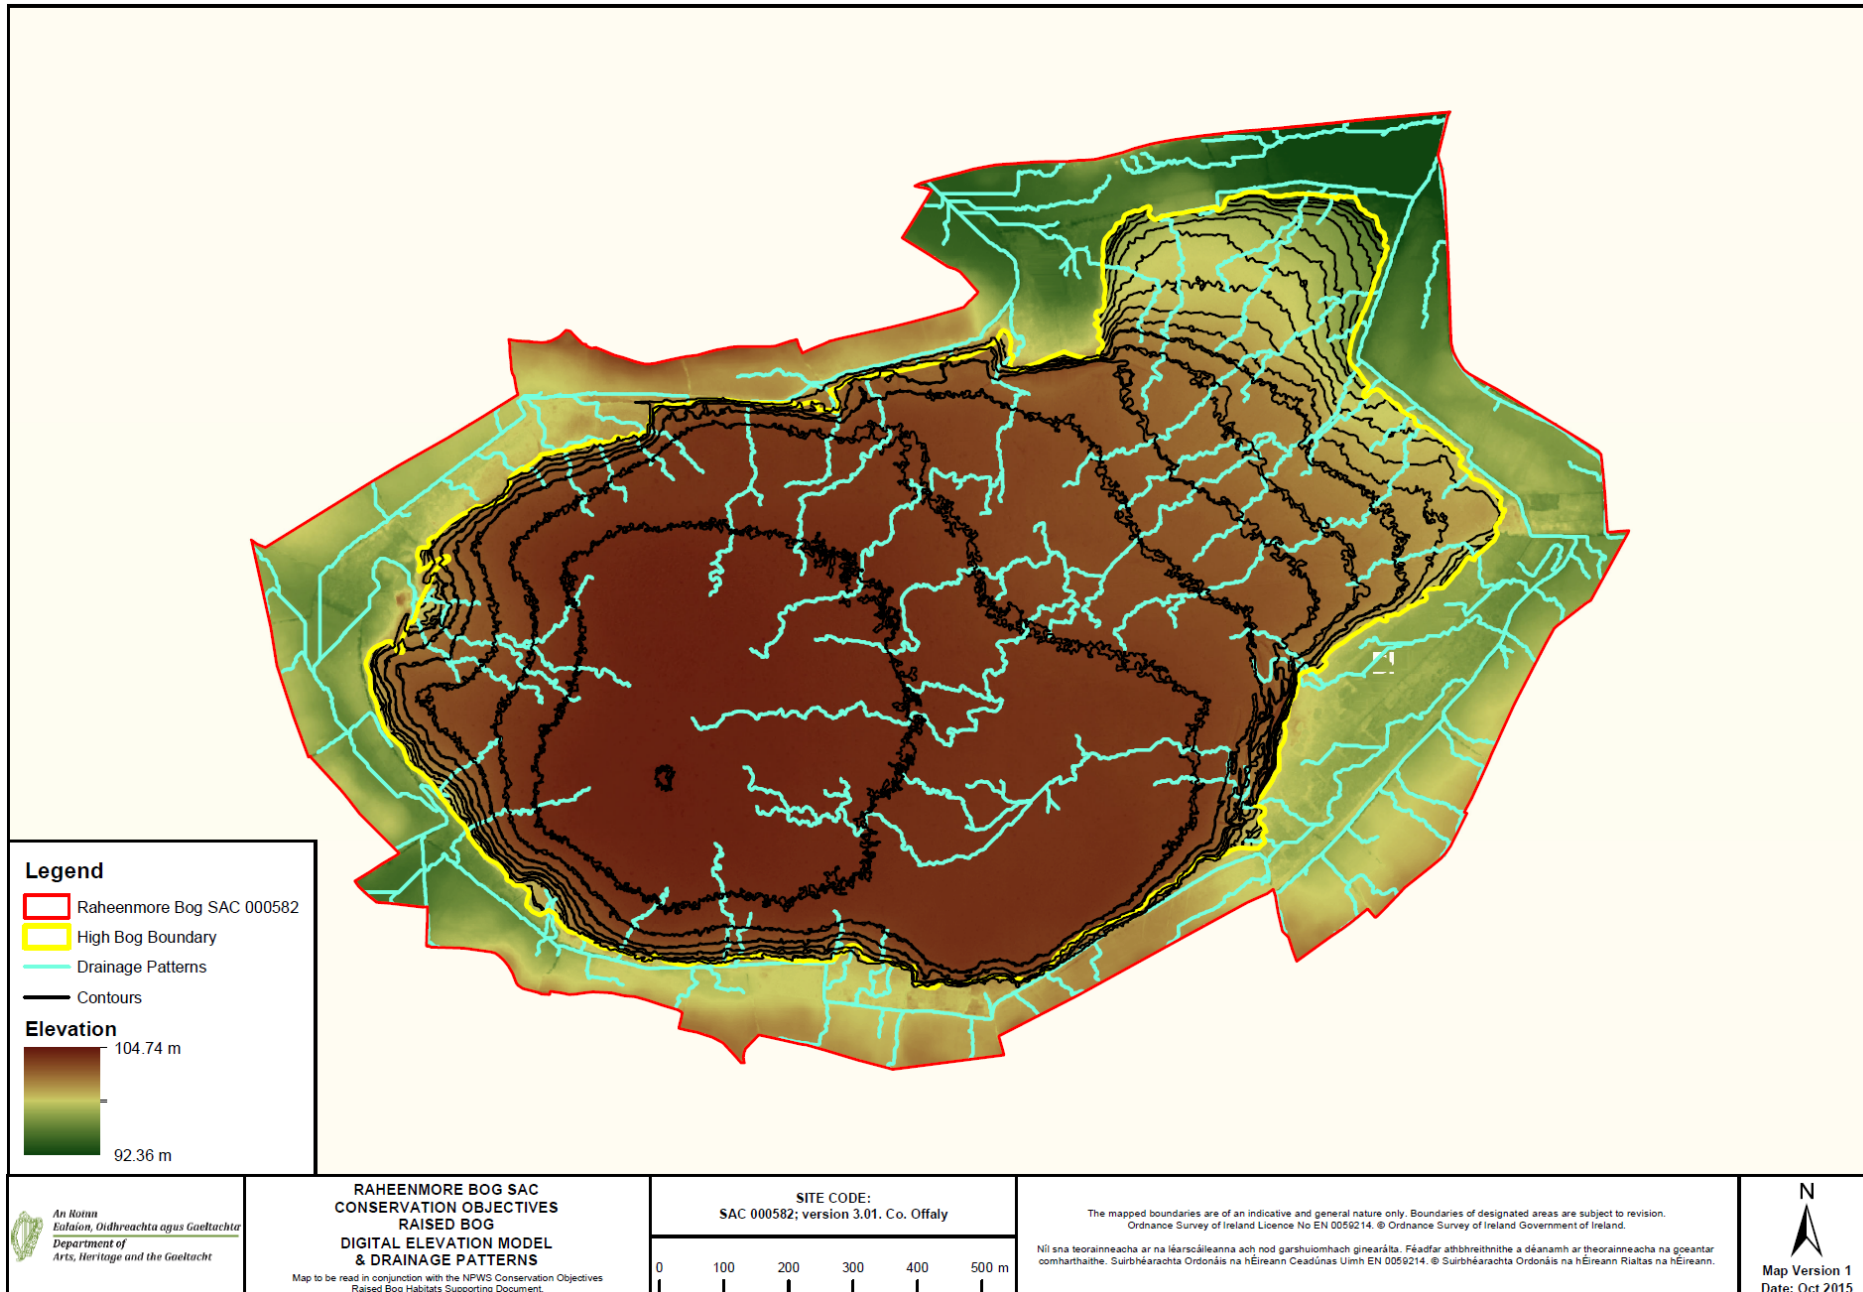 Legend
Raheenmore Bog SAC 000582
High Bog Boundary
Drainage Patterns
Contours
Elevation
104.74 m
92.36 m
An Roinn
Ealaíon, Oidhreachta agus Gaeltachta
Department of
Arts, Heritage and the Gaeltacht
RAHEENMORE BOG SAC
CONSERVATION OBJECTIVES
RAISED BOG
DIGITAL ELEVATION MODEL
& DRAINAGE PATTERNS
Map to be read in conjunction with the NPWS Conservation Objectives
Raised Bog Habitats Supporting Document.
SITE CODE:
SAC 000582; version 3.01. Co. Offaly
0 100 200 300 400 500 m
The mapped boundaries are of an indicative and general nature only. Boundaries of designated areas are subject to revision.
Ordnance Survey of Ireland Licence No EN 0059214. © Ordnance Survey of Ireland Government of Ireland.
Níl sna teorainneacha ar na léarscáileanna ach nod garshuiomhach ginearálta. Féadfar athbhreithnithe a déanamh ar theorainneacha na gceantar
comharthaithe. Suirbhéarachta Ordonáis na hÉireann Ceadúnas Uimh EN 0059214. © Suirbhéarachta Ordonáis na hÉireann Rialtas na hÉireann.
N
Map Version 1
Date: Oct 2015